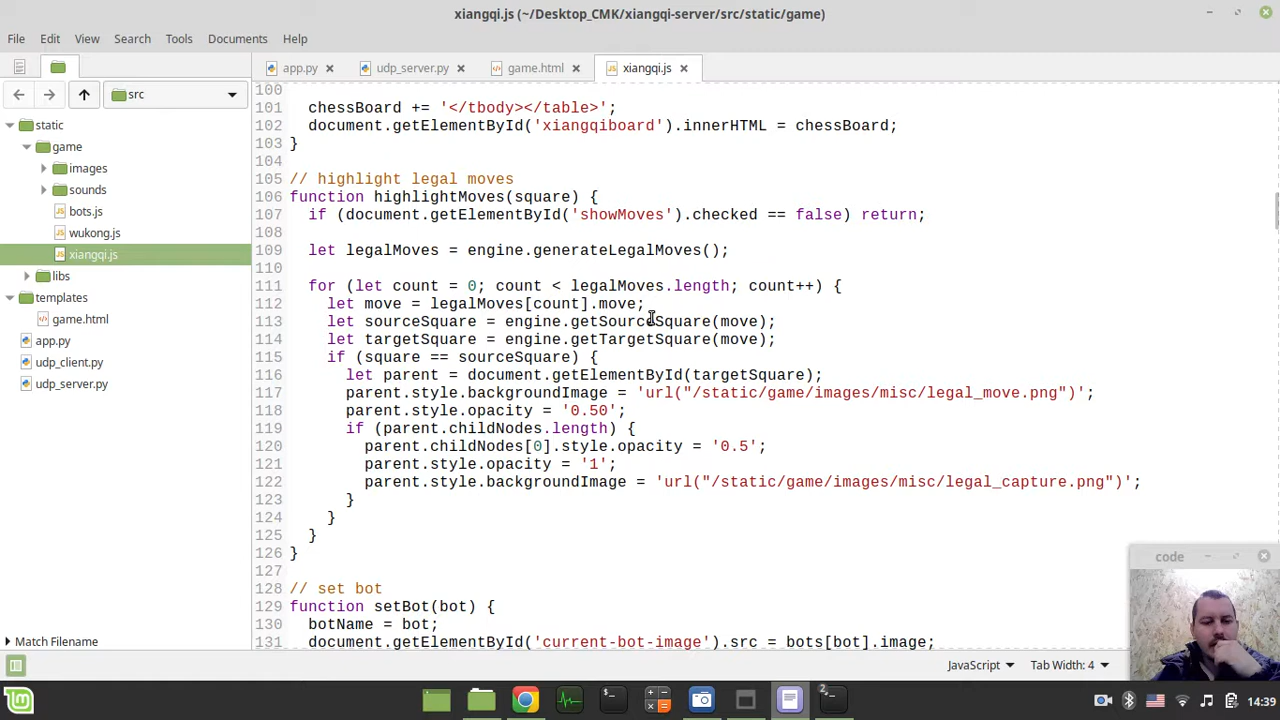 xiangqi.js (~/Desktop_CMK/xiangqi-server/src/static/game)
File Edit View Search Tools Documents Help
app.py
udp_server.py
game.html
xiangqi.js
src
static
game
images
sounds
bots.js
wukong.js
xiangqi.js
libs
templates
game.html
app.py
udp_client.py
udp_server.py
Match Filename
100
101 chessBoard += '</tbody></table>';
102 document.getElementById('xiangqiboard').innerHTML = chessBoard;
103 }
104
105 // highlight legal moves
106 function highlightMoves(square) {
107 if (document.getElementById('showMoves').checked == false) return;
108
109 let legalMoves = engine.generateLegalMoves();
110
111 for (let count = 0; count < legalMoves.length; count++) {
112 let move = legalMoves[count].move;
113 let sourceSquare = engine.getSourceSquare(move);
114 let targetSquare = engine.getTargetSquare(move);
115 if (square == sourceSquare) {
116 let parent = document.getElementById(targetSquare);
117 parent.style.backgroundImage = 'url("/static/game/images/misc/legal_move.png")';
118 parent.style.opacity = '0.50';
119 if (parent.childNodes.length) {
120 parent.childNodes[0].style.opacity = '0.5';
121 parent.style.opacity = '1';
122 parent.style.backgroundImage = 'url("/static/game/images/misc/legal_capture.png")';
123 }
124 }
125 }
126 }
127
128 // set bot
129 function setBot(bot) {
130 botName = bot;
131 document.getElementById('current-bot-image').src = bots[bot].image;
code
JavaScript Tab Width: 4
14:39